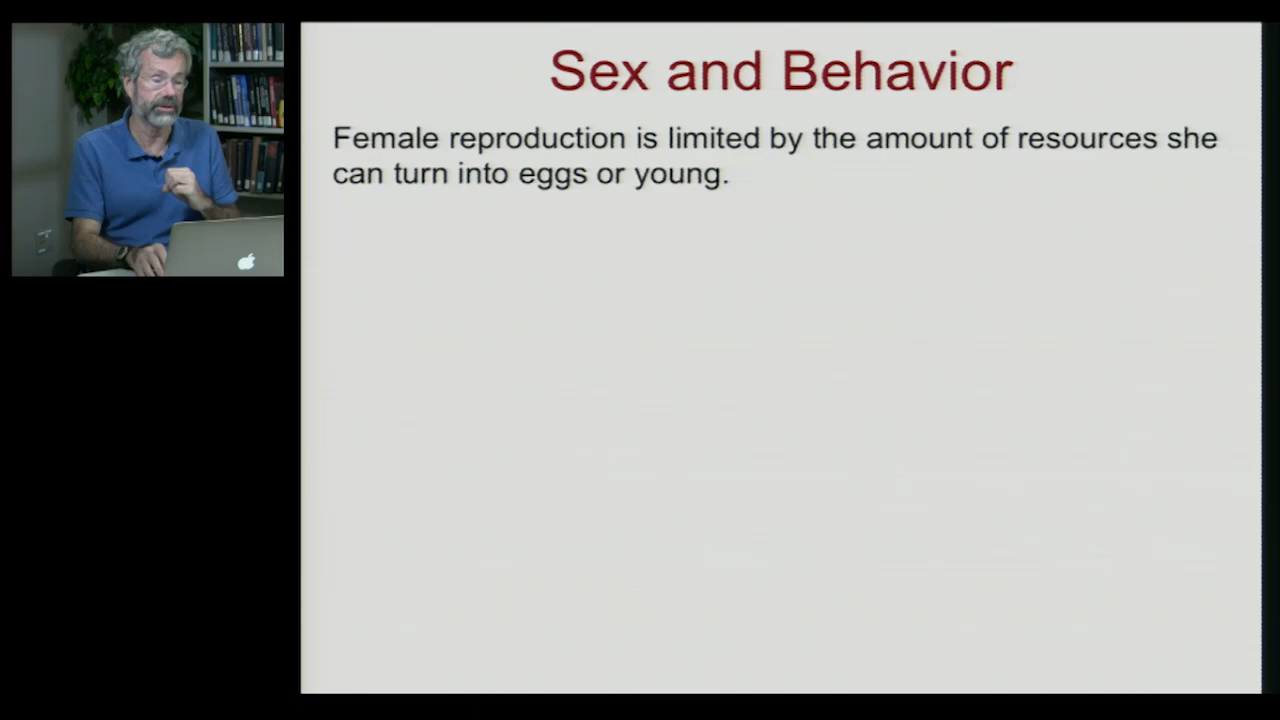 Sex and Behavior
Female reproduction is limited by the amount of resources she
can turn into eggs or young.